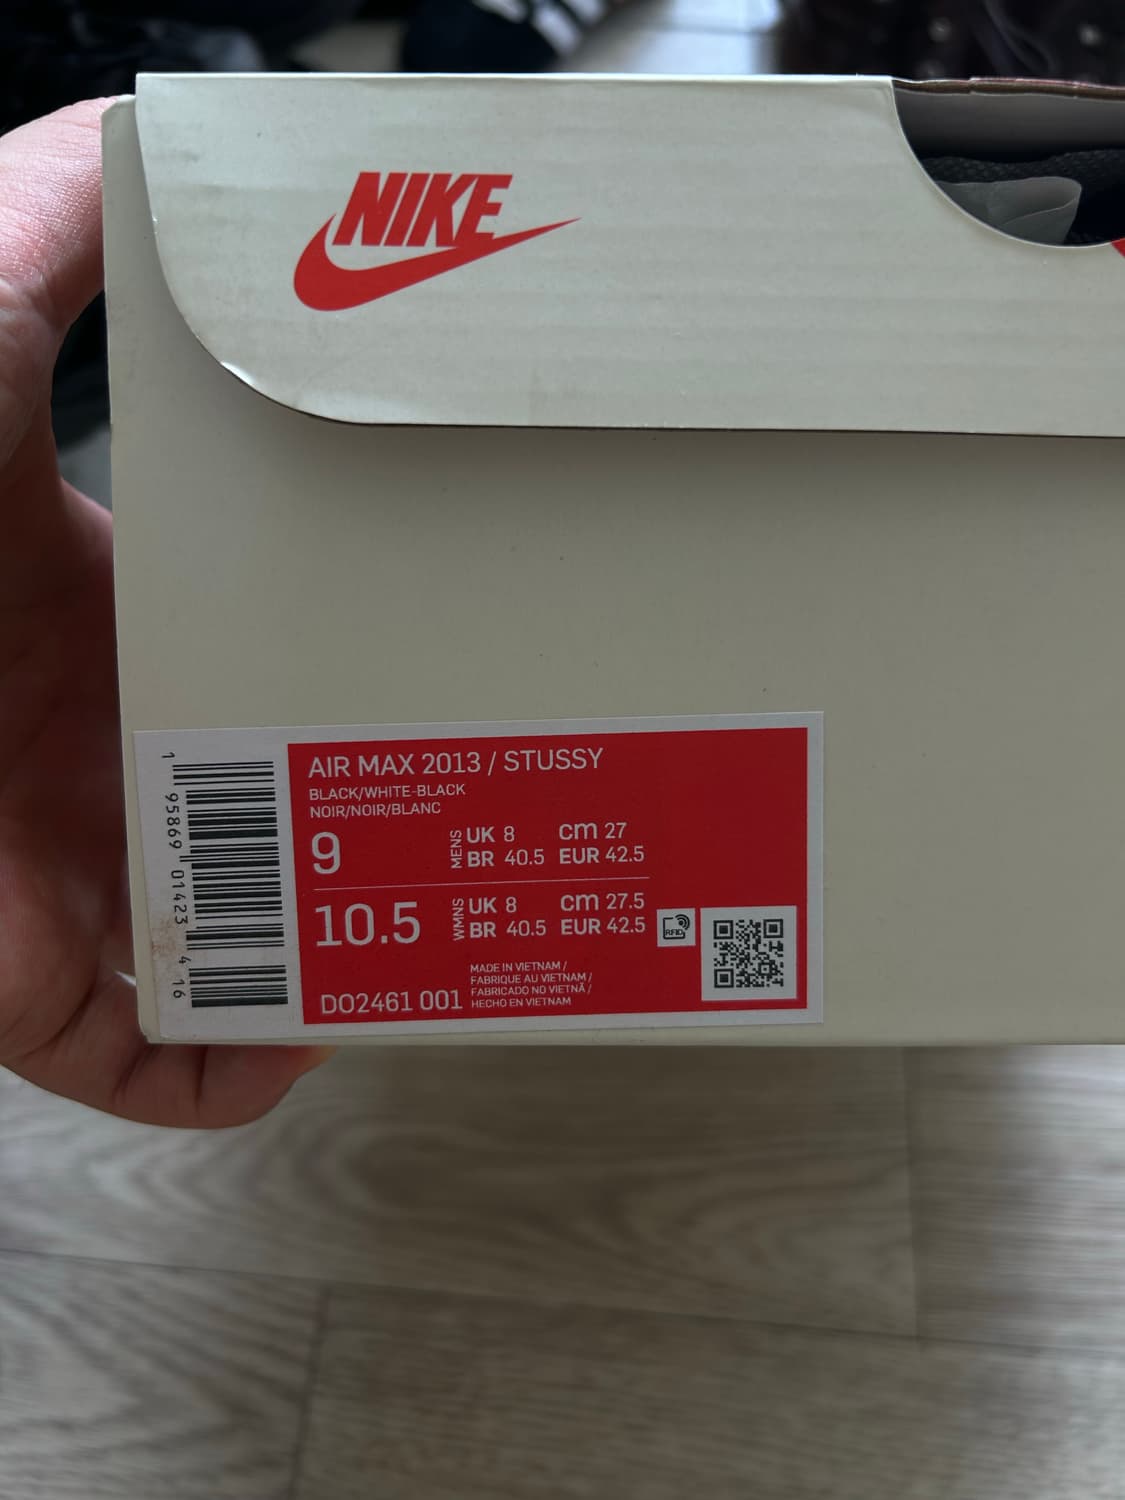 NIKE
AIR MAX 2013 / STUSSY
BLACK/WHITE-BLACK
NOIR/NOIR/BLANC
9
MENS
UK 8 cm 27
BR 40.5 EUR 42.5
10.5
WMNS
UK 8 cm 27.5
BR 40.5 EUR 42.5
RFID
MADE IN VIETNAM /
FABRIQUE AU VIETNAM /
FABRICADO NO VIETNÃ /
HECHO EN VIETNAM
DO2461 001
1 95869 01423 4 16